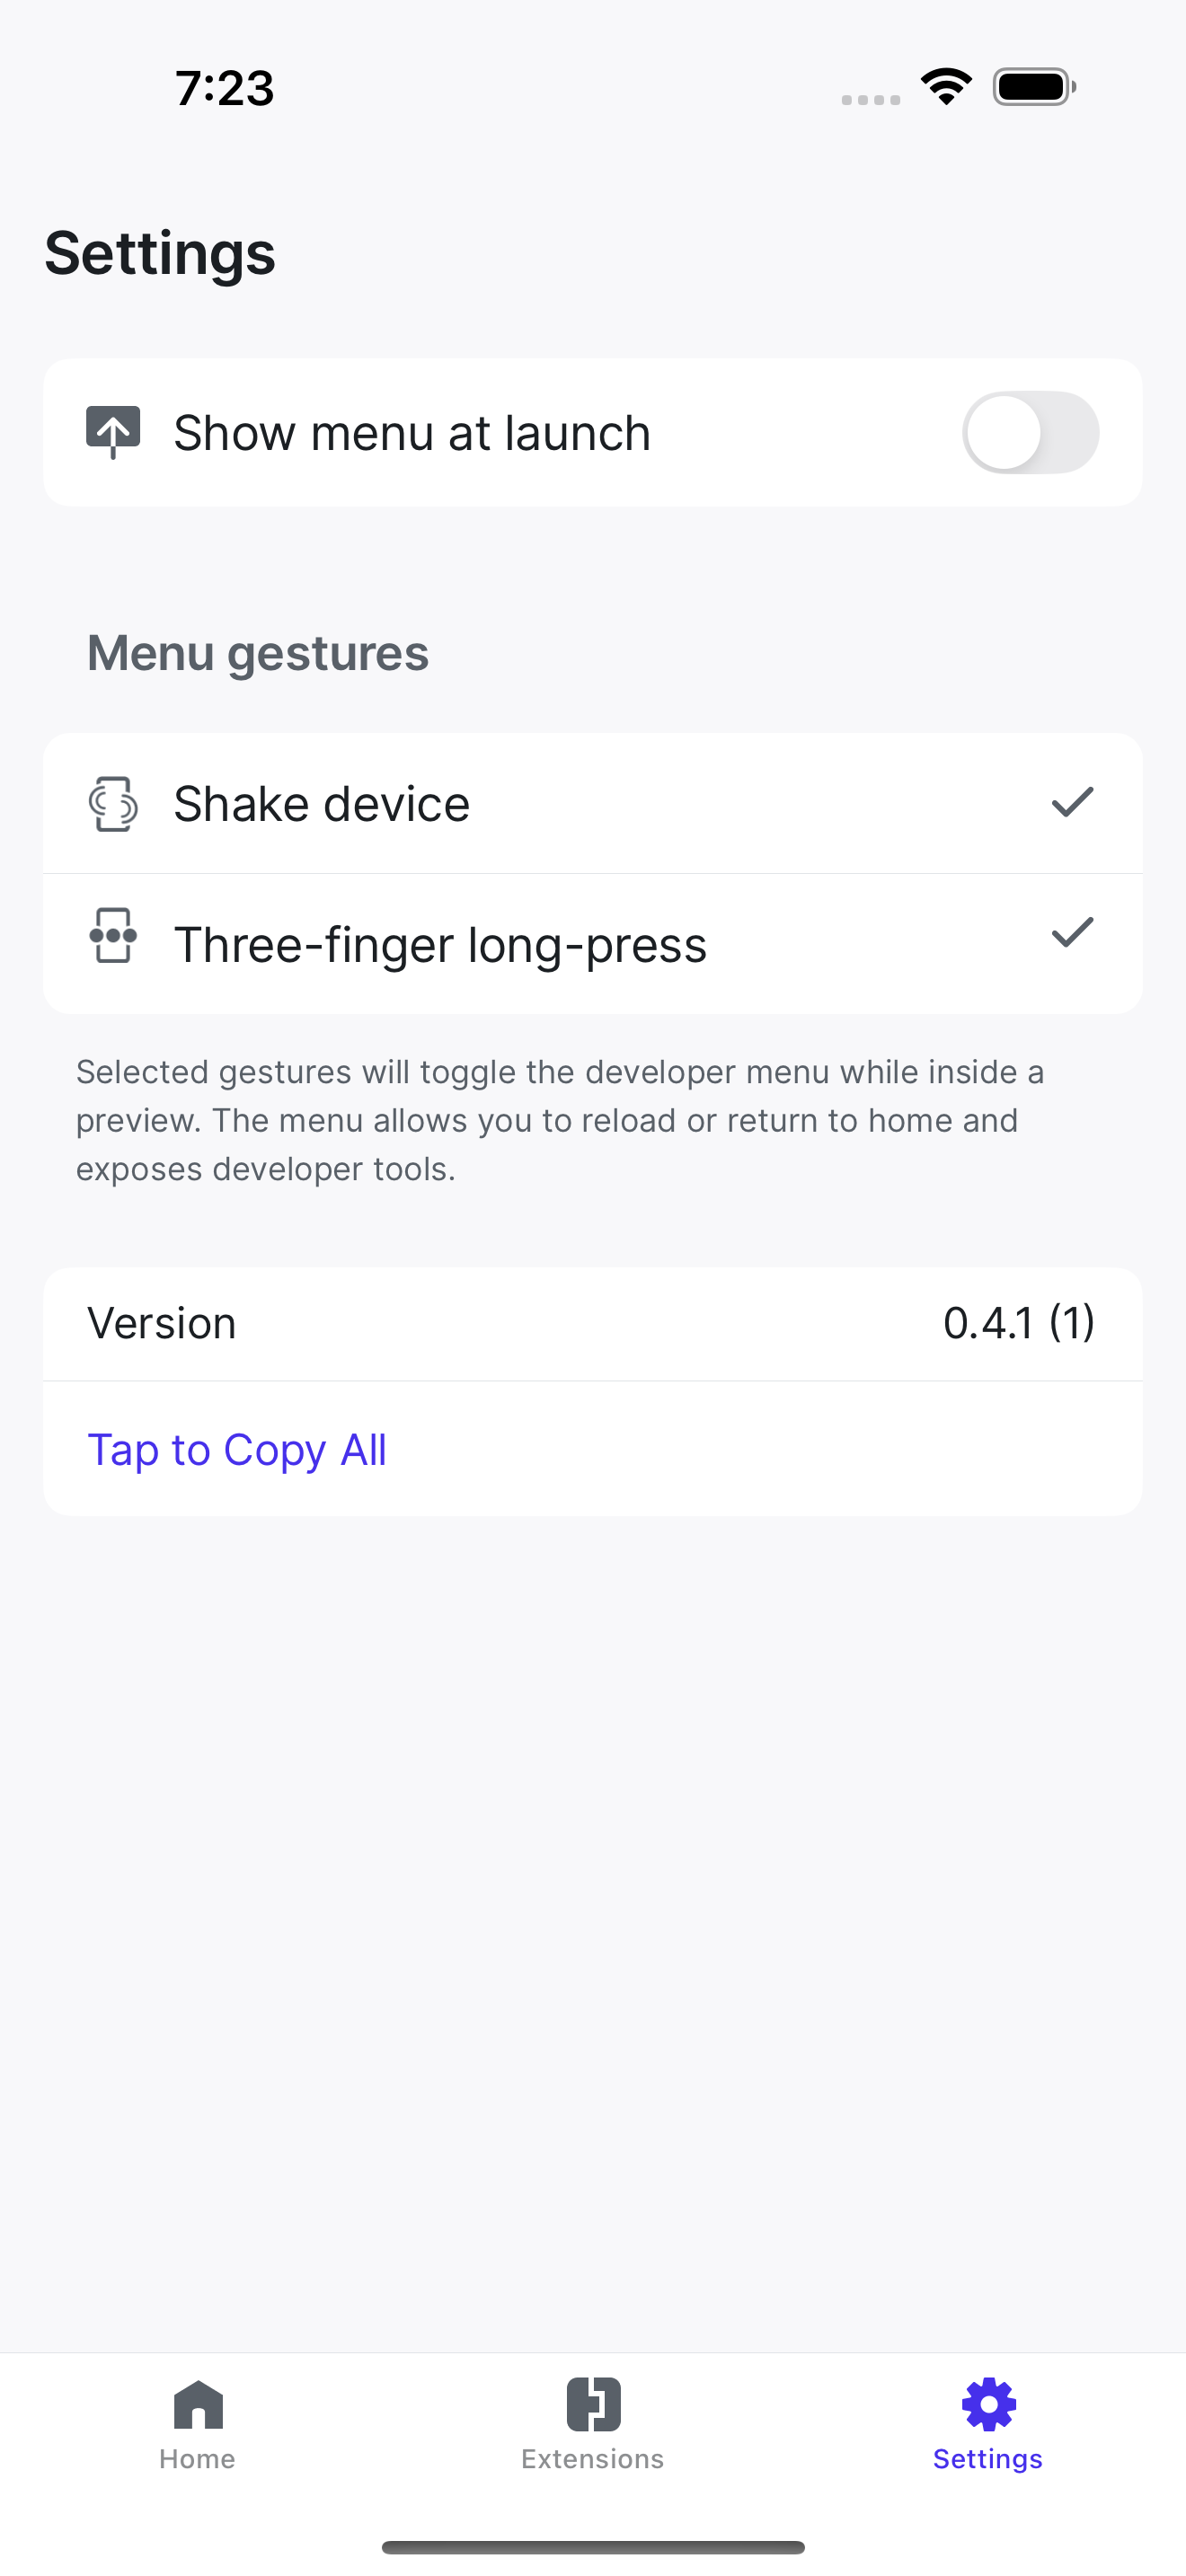 7:23
Settings
Show menu at launch
Menu gestures
Shake device
Three-finger long-press
Selected gestures will toggle the developer menu while inside a
preview. The menu allows you to reload or return to home and
exposes developer tools.
Version 0.4.1 (1)
Tap to Copy All
Home Extensions Settings